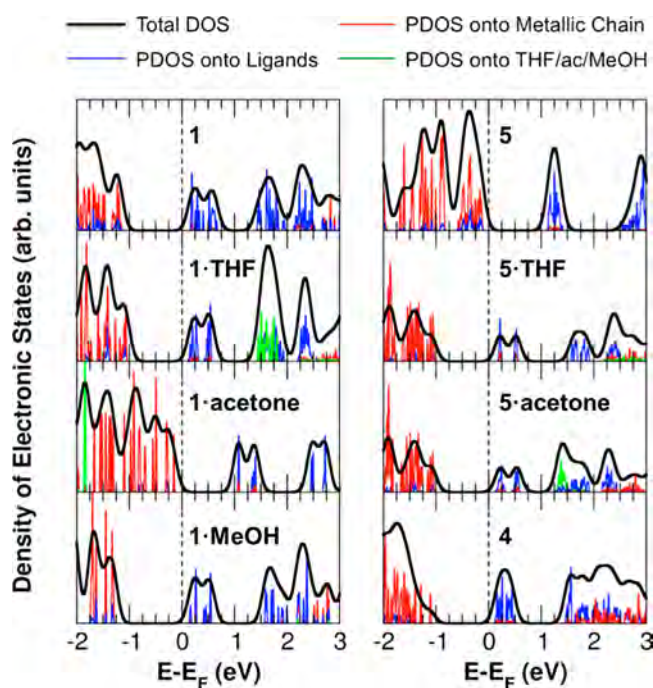 Total DOS
PDOS onto Metallic Chain
PDOS onto Ligands
PDOS onto THF/ac/MeOH
Density of Electronic States (arb. units)
1
5
1·THF
5·THF
1·acetone
5·acetone
1·MeOH
4
-2 -1 0 1 2 3
-2 -1 0 1 2 3
E-EF (eV)
E-EF (eV)